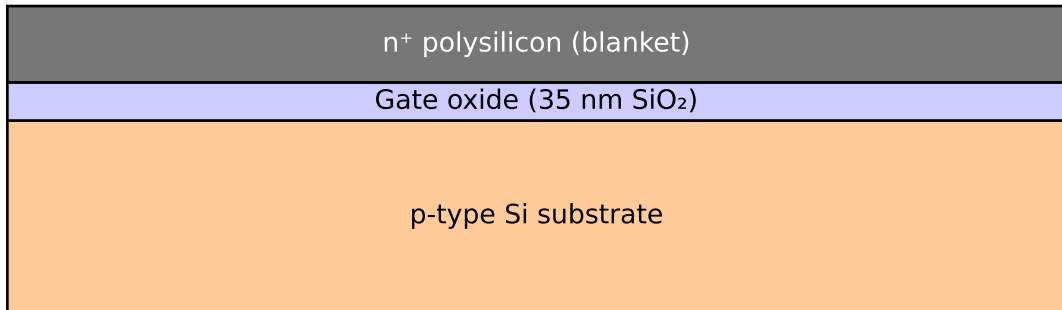 n⁺ polysilicon (blanket)
Gate oxide (35 nm SiO₂)
p-type Si substrate